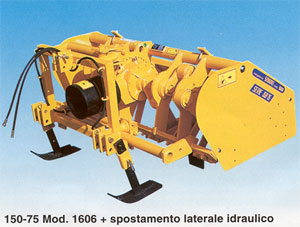 150-75 Mod. 1606 + spostamento laterale idraulico